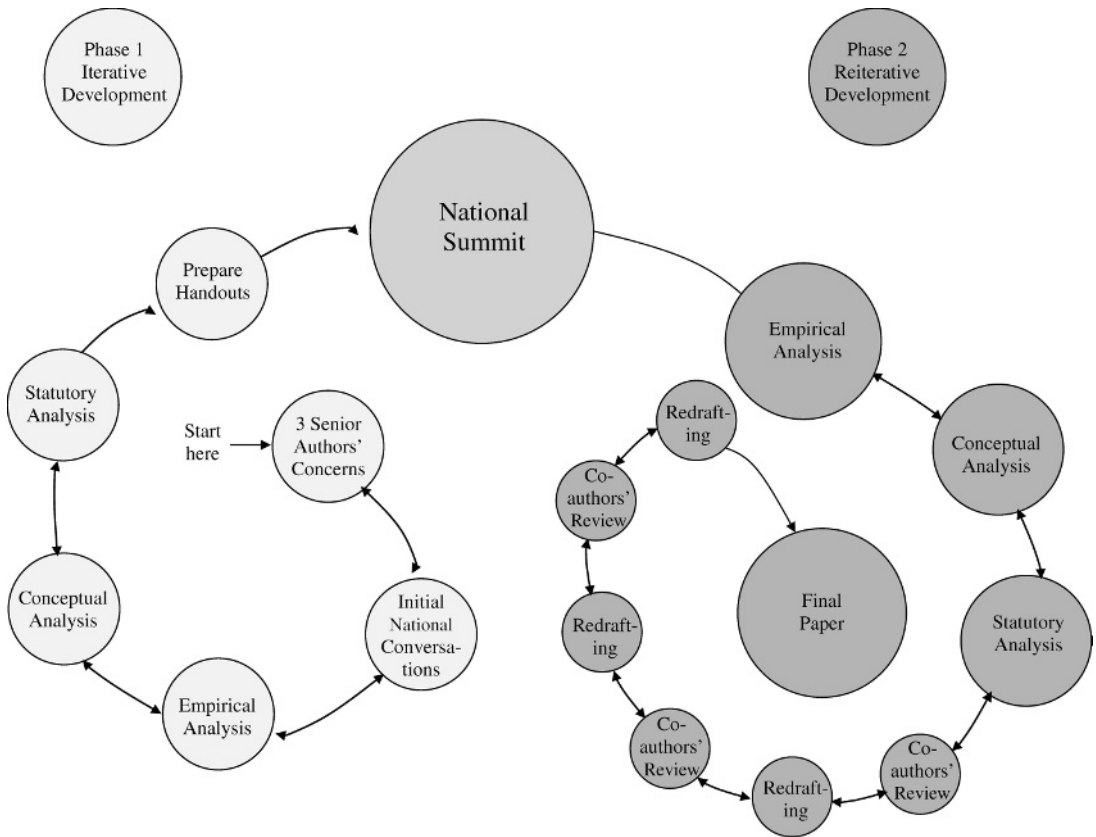 Phase 1
Iterative
Development
Phase 2
Reiterative
Development
National
Summit
Prepare
Handouts
Statutory
Analysis
Start
here
3 Senior
Authors’
Concerns
Initial
National
Conversa-
tions
Conceptual
Analysis
Empirical
Analysis
Empirical
Analysis
Conceptual
Analysis
Statutory
Analysis
Co-
authors’
Review
Redraft-
ing
Co-
authors’
Review
Redraft-
ing
Co-
authors’
Review
Redraft-
ing
Final
Paper